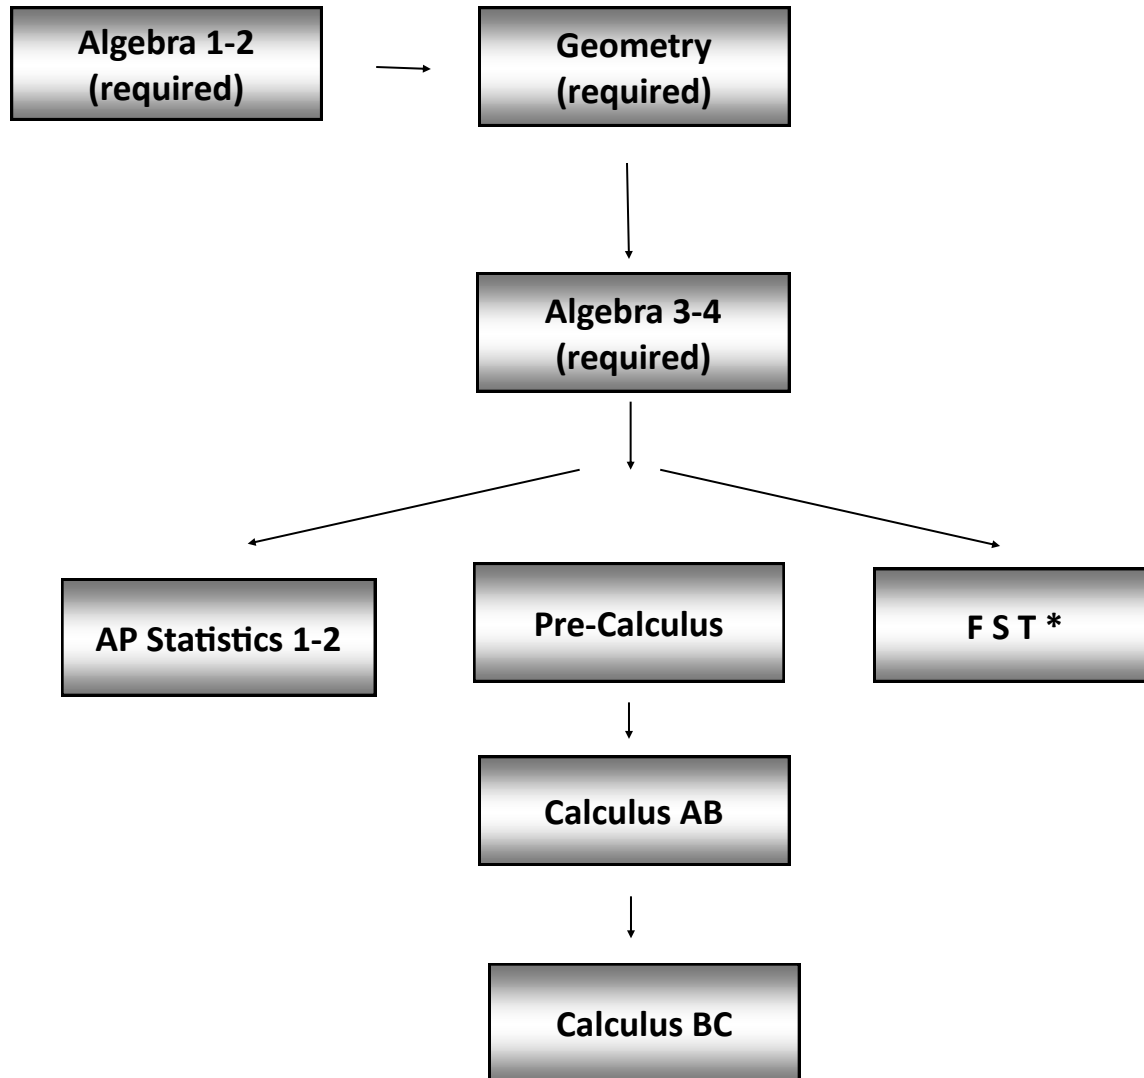 Algebra 1-2
(required)
Geometry
(required)
Algebra 3-4
(required)
AP Statistics 1-2
Pre-Calculus
F S T *
Calculus AB
Calculus BC